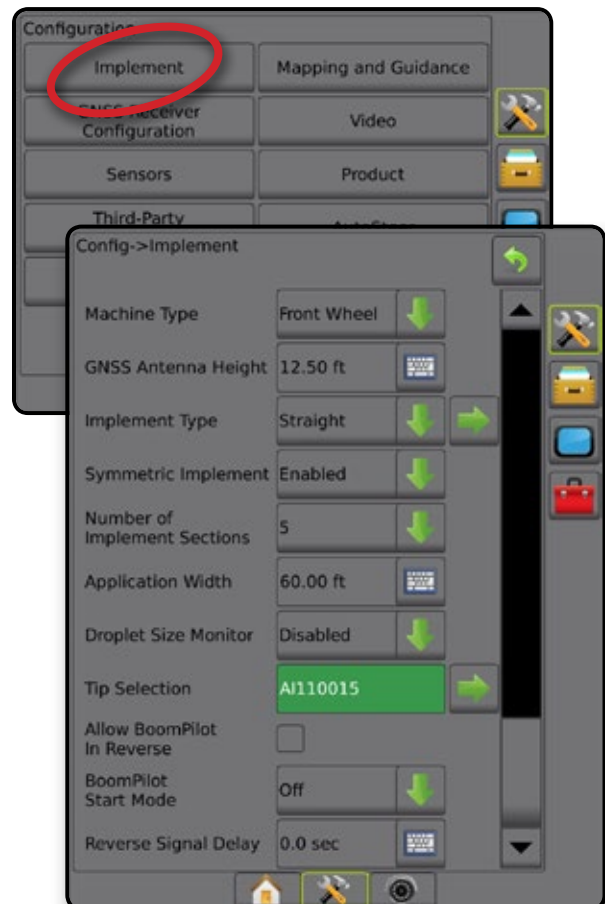 Configuration
Implement
Mapping and Guidance
GNSS Receiver
Configuration
Video
Sensors
Product
Third-Party
Config->Implement
Machine Type
Front Wheel
GNSS Antenna Height
12.50 ft
Implement Type
Straight
Symmetric Implement
Enabled
Number of
Implement Sections
5
Application Width
60.00 ft
Droplet Size Monitor
Disabled
Tip Selection
AI110015
Allow BoomPilot
In Reverse
BoomPilot
Start Mode
Off
Reverse Signal Delay
0.0 sec